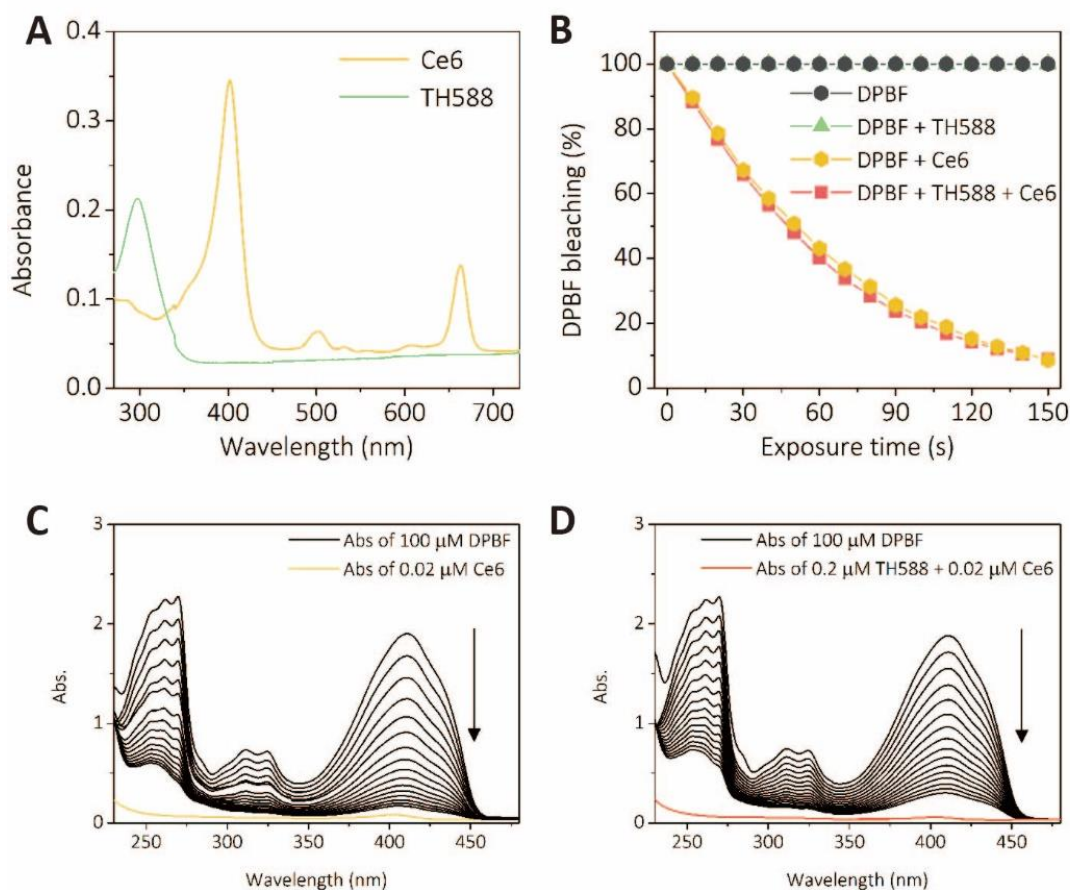 A
0.4
0.3
0.2
0.1
0.0
Absorbance
Ce6
TH588
300
400
500
600
700
Wavelength (nm)
B
100
80
60
40
20
0
DPBF bleaching (%)
DPBF
DPBF + TH588
DPBF + Ce6
DPBF + TH588 + Ce6
0
30
60
90
120
150
Exposure time (s)
C
3
2
1
0
Abs.
Abs of 100 μM DPBF
Abs of 0.02 μM Ce6
250
300
350
400
450
Wavelength (nm)
D
3
2
1
0
Abs.
Abs of 100 μM DPBF
Abs of 0.2 μM TH588 + 0.02 μM Ce6
250
300
350
400
450
Wavelength (nm)